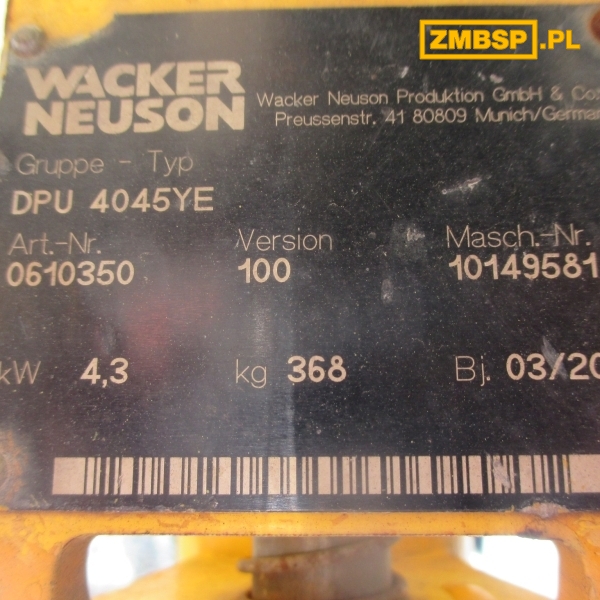 ZMBSP.PL
WACKER
NEUSON
Wacker Neuson Produktion GmbH & Co.
Preussenstr. 41 80809 Munich/German
Gruppe - Typ
DPU 4045YE
Art.-Nr. Version Masch.-Nr.
0610350 100 10149581
kW 4,3 kg 368 Bj. 03/20